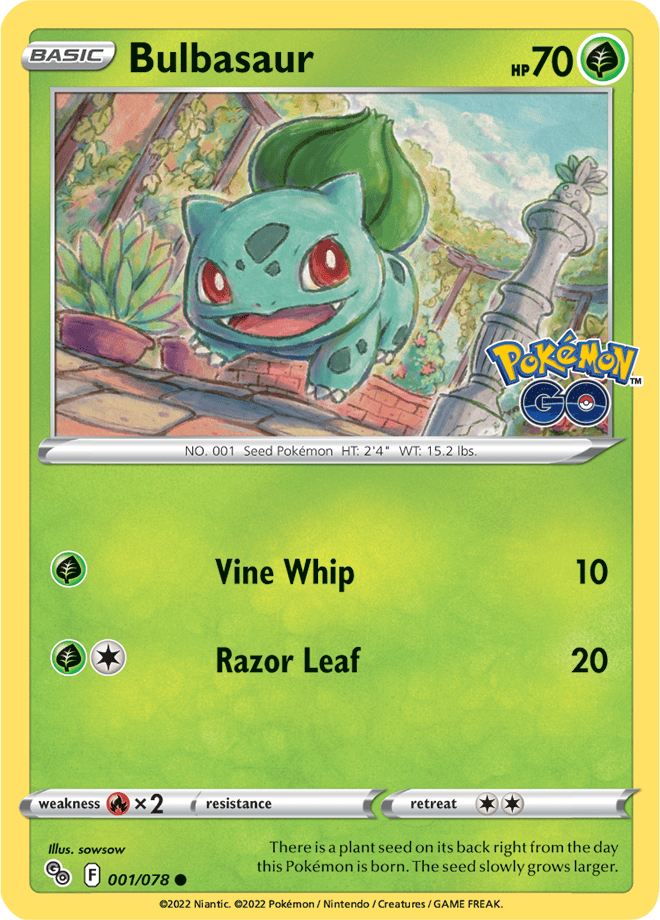 BASIC Bulbasaur HP 70
Pokémon TM
GO
NO. 001 Seed Pokémon HT: 2'4" WT: 15.2 lbs.
Vine Whip 10
Razor Leaf 20
weakness ×2 resistance retreat
Illus. sowsow
There is a plant seed on its back right from the day
this Pokémon is born. The seed slowly grows larger.
F 001/078
©2022 Niantic. ©2022 Pokémon / Nintendo / Creatures / GAME FREAK.